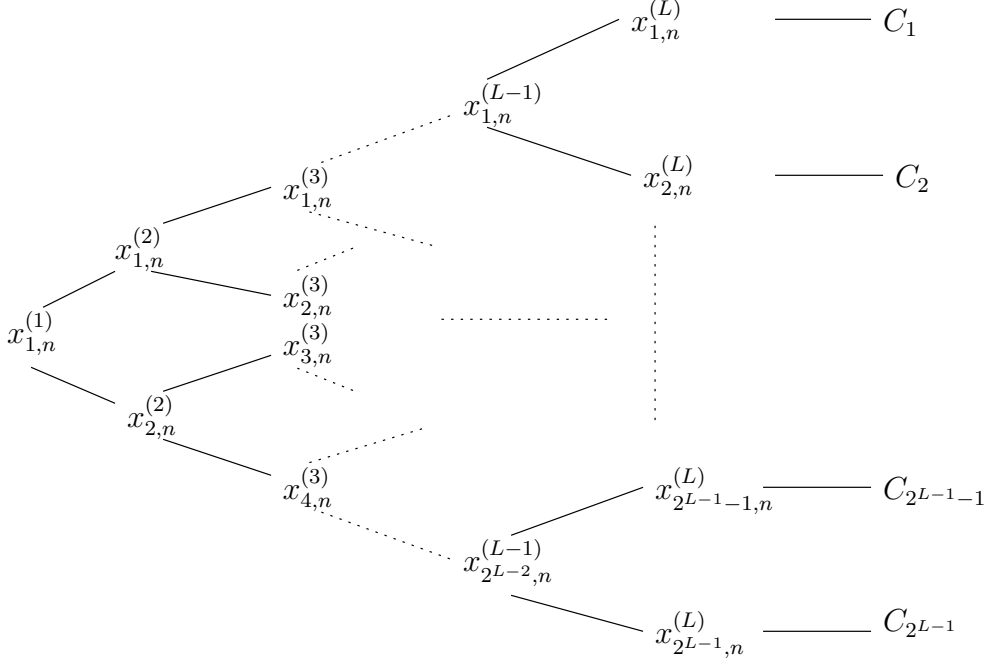 x_{1,n}^{(L)} C_1
x_{1,n}^{(L-1)}
x_{2,n}^{(L)} C_2
x_{1,n}^{(3)}
x_{1,n}^{(2)}
x_{2,n}^{(3)}
x_{1,n}^{(1)}
x_{3,n}^{(3)}
x_{2,n}^{(2)}
x_{4,n}^{(3)}
x_{2^{L-1}-1,n}^{(L)} C_{2^{L-1}-1}
x_{2^{L-2},n}^{(L-1)}
x_{2^{L-1},n}^{(L)} C_{2^{L-1}}